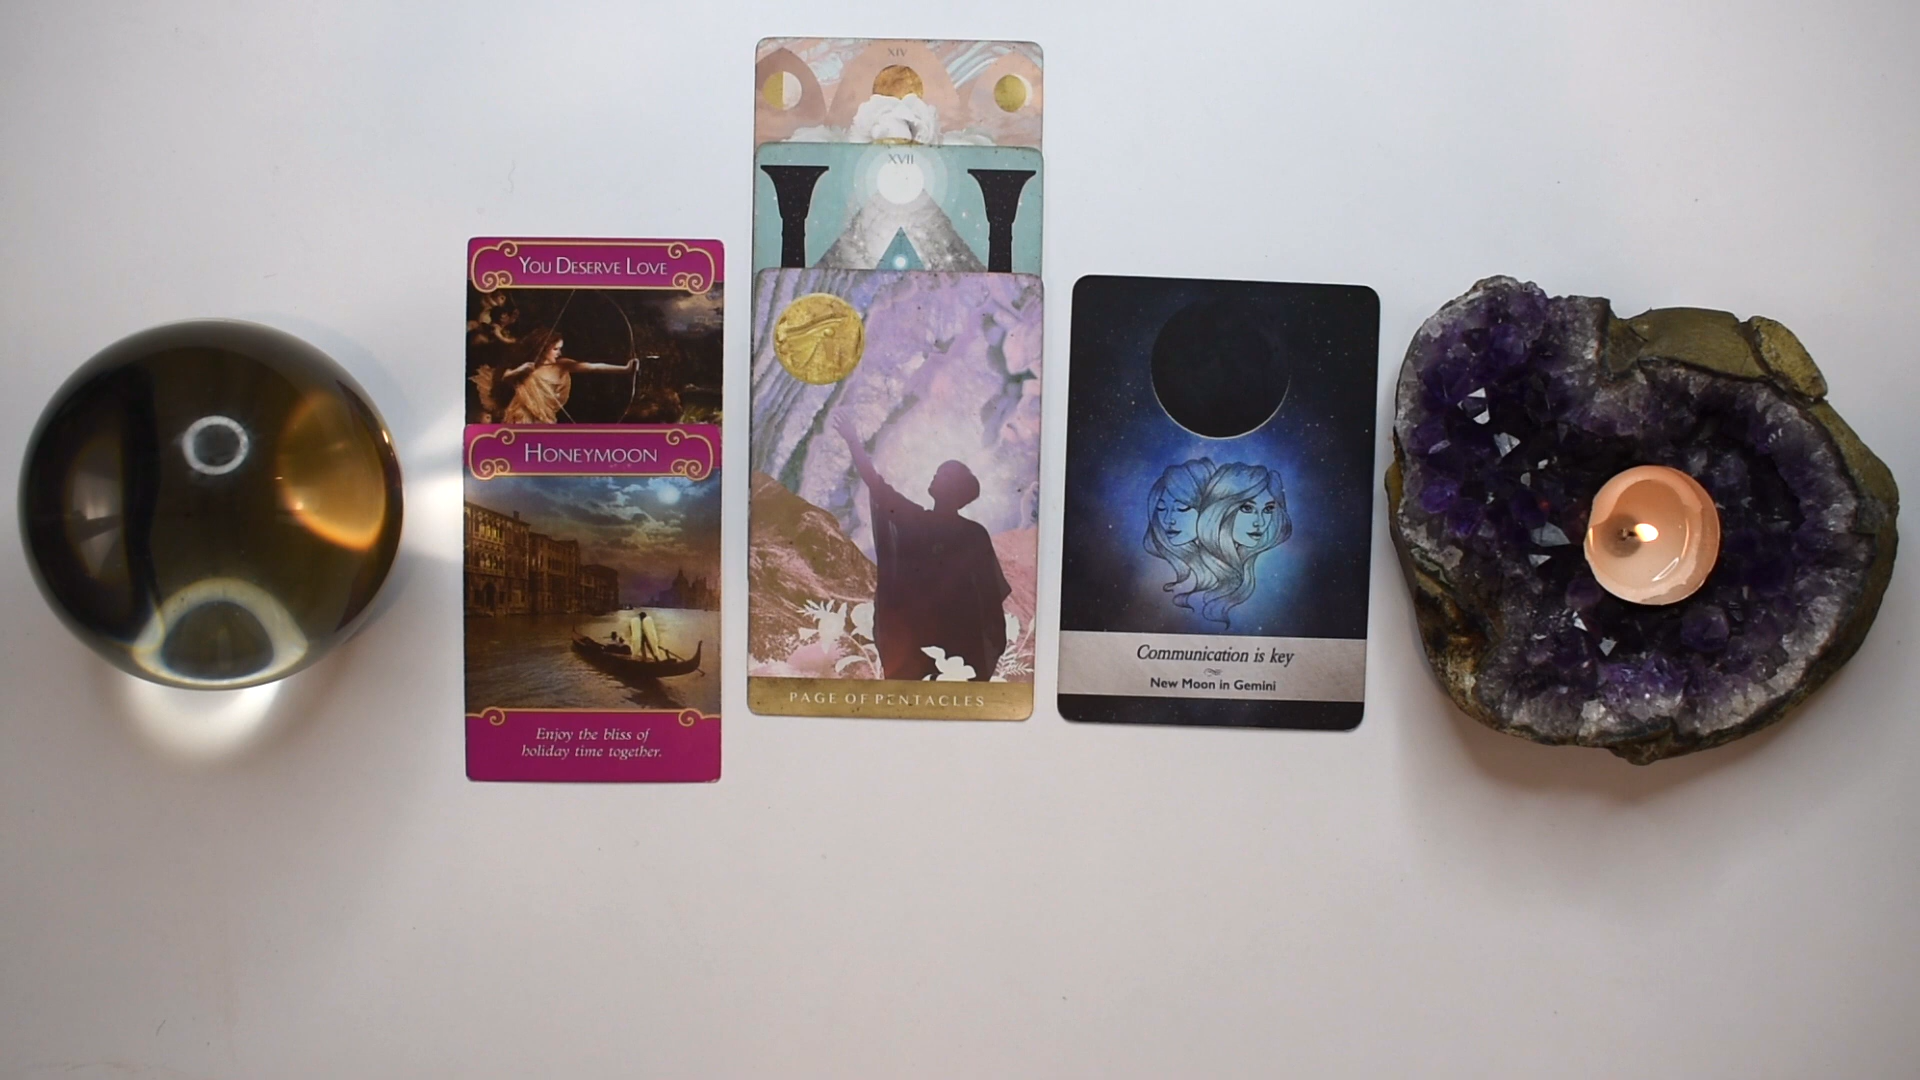 YOU DESERVE LOVE
HONEYMOON
Enjoy the bliss of
holiday time together.
XIV
XVII
PAGE OF PENTACLES
Communication is key
New Moon in Gemini